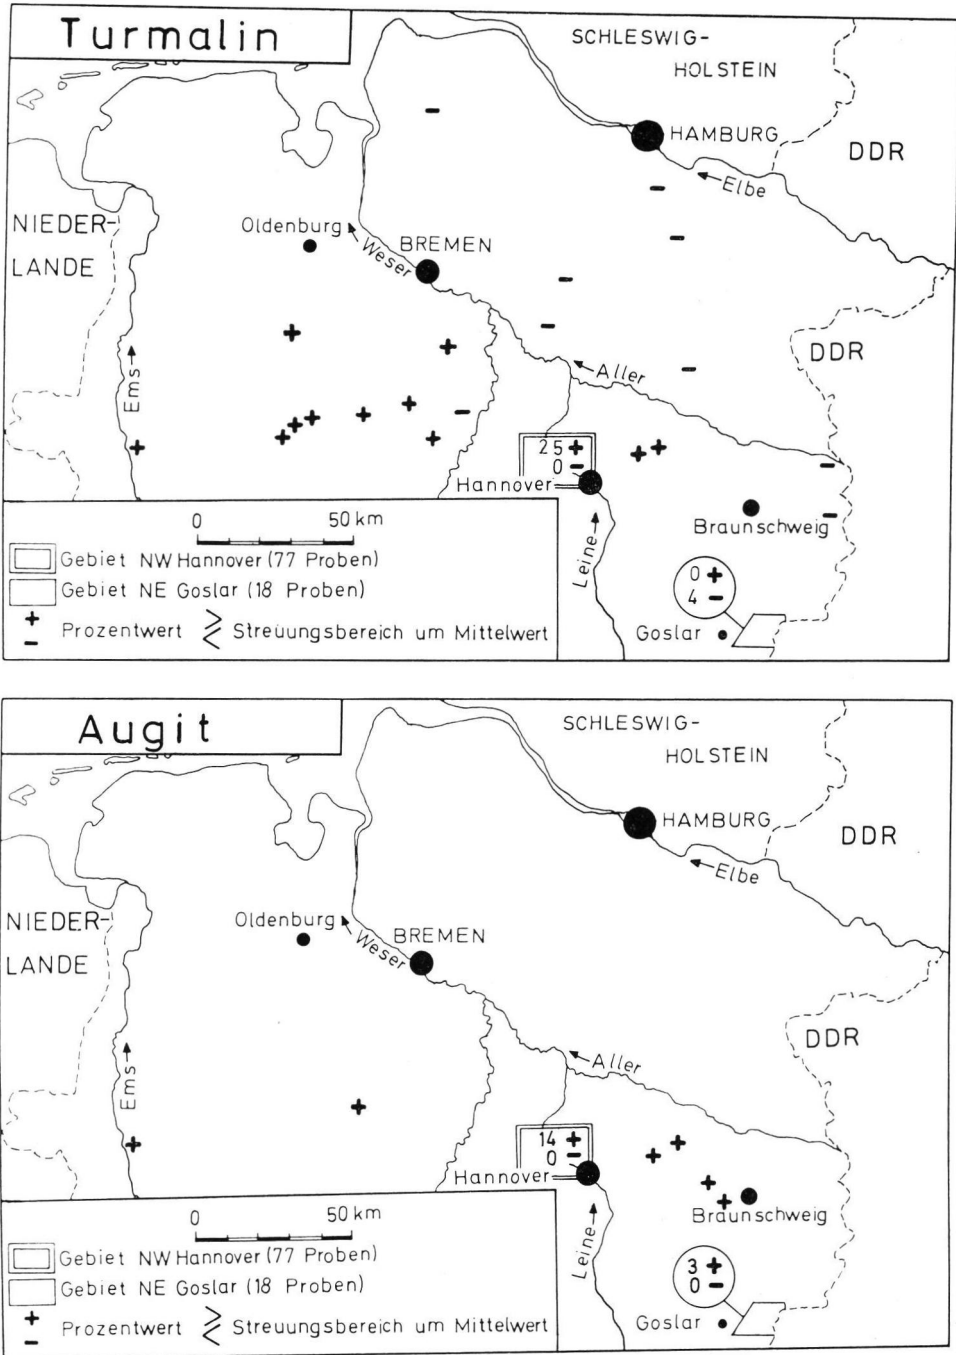 Turmalin
SCHLESWIG-
HOLSTEIN
HAMBURG
DDR
←Elbe
NIEDER-
LANDE
Oldenburg
BREMEN
Weser
DDR
Aller
Ems→
25 +
0 −
Hannover
Braunschweig
Leine→
0 +
4 −
Goslar
0 50 km
Gebiet NW Hannover (77 Proben)
Gebiet NE Goslar (18 Proben)
+ > 
− Prozentwert < Streuungsbereich um Mittelwert
Augit
SCHLESWIG-
HOLSTEIN
HAMBURG
DDR
←Elbe
NIEDER-
LANDE
Oldenburg
BREMEN
Weser
DDR
Aller
Ems→
14 +
0 −
Hannover
Braunschweig
Leine→
3 +
0 −
Goslar
0 50 km
Gebiet NW Hannover (77 Proben)
Gebiet NE Goslar (18 Proben)
+ >
− Prozentwert < Streuungsbereich um Mittelwert